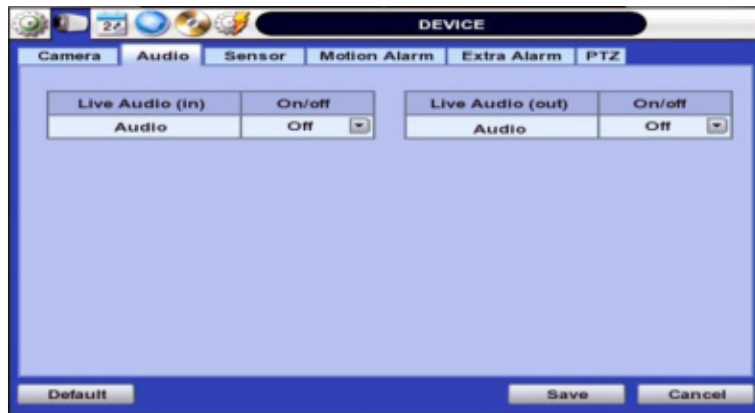 DEVICE
Camera Audio Sensor Motion Alarm Extra Alarm PTZ
Live Audio (in) On/off Live Audio (out) On/off
Audio Off Audio Off
Default Save Cancel